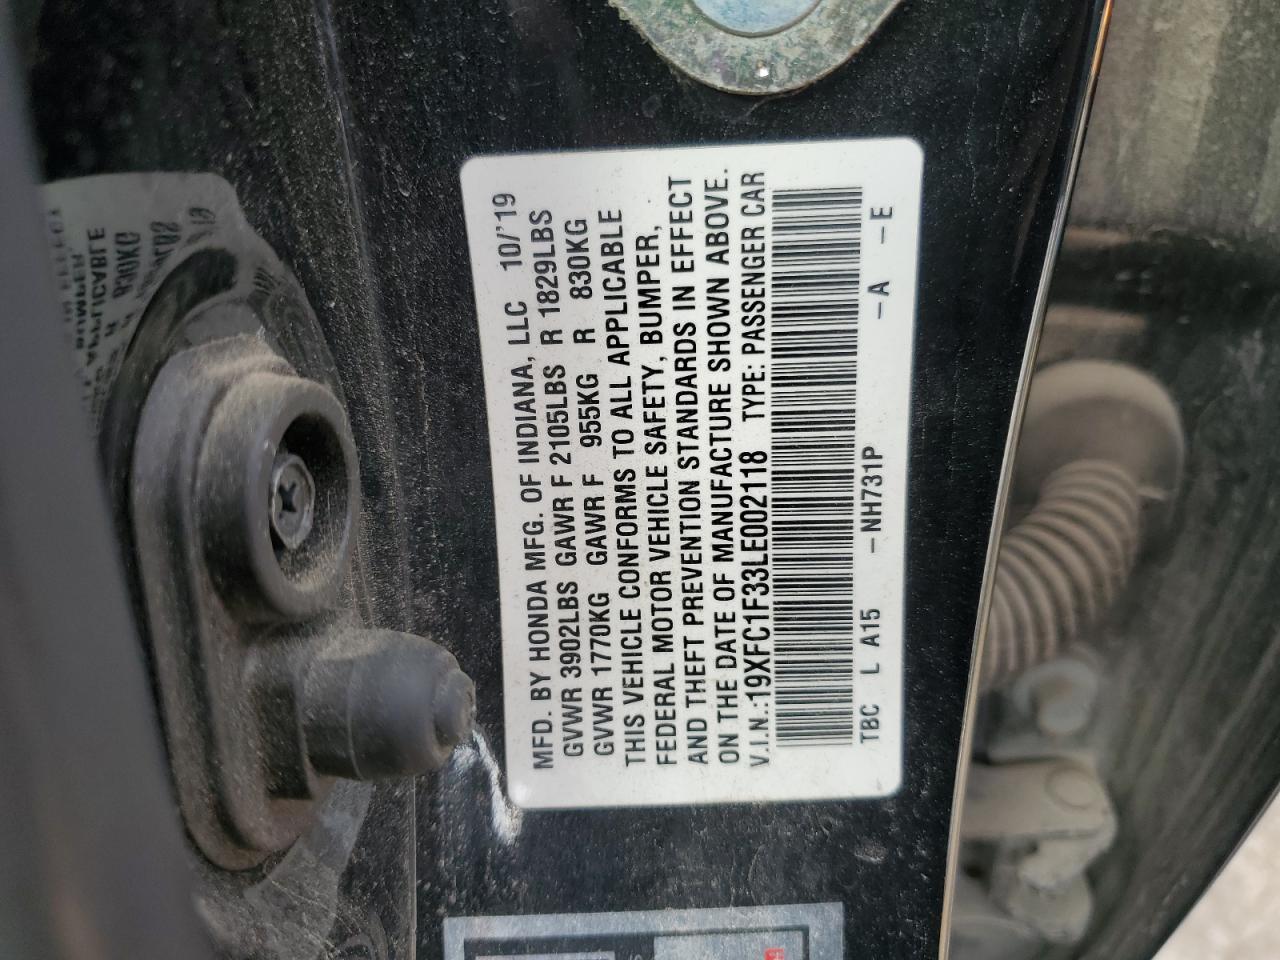 MFD. BY HONDA MFG. OF INDIANA, LLC 10/'19
GVWR 3902LBS GAWR F 2105LBS R 1829LBS
GVWR 1770KG GAWR F 955KG R 830KG
THIS VEHICLE CONFORMS TO ALL APPLICABLE
FEDERAL MOTOR VEHICLE SAFETY, BUMPER,
AND THEFT PREVENTION STANDARDS IN EFFECT
ON THE DATE OF MANUFACTURE SHOWN ABOVE.
V.I.N.:19XFC1F33LE002118 TYPE: PASSENGER CAR
TBC L A15 -NH731P -A -E